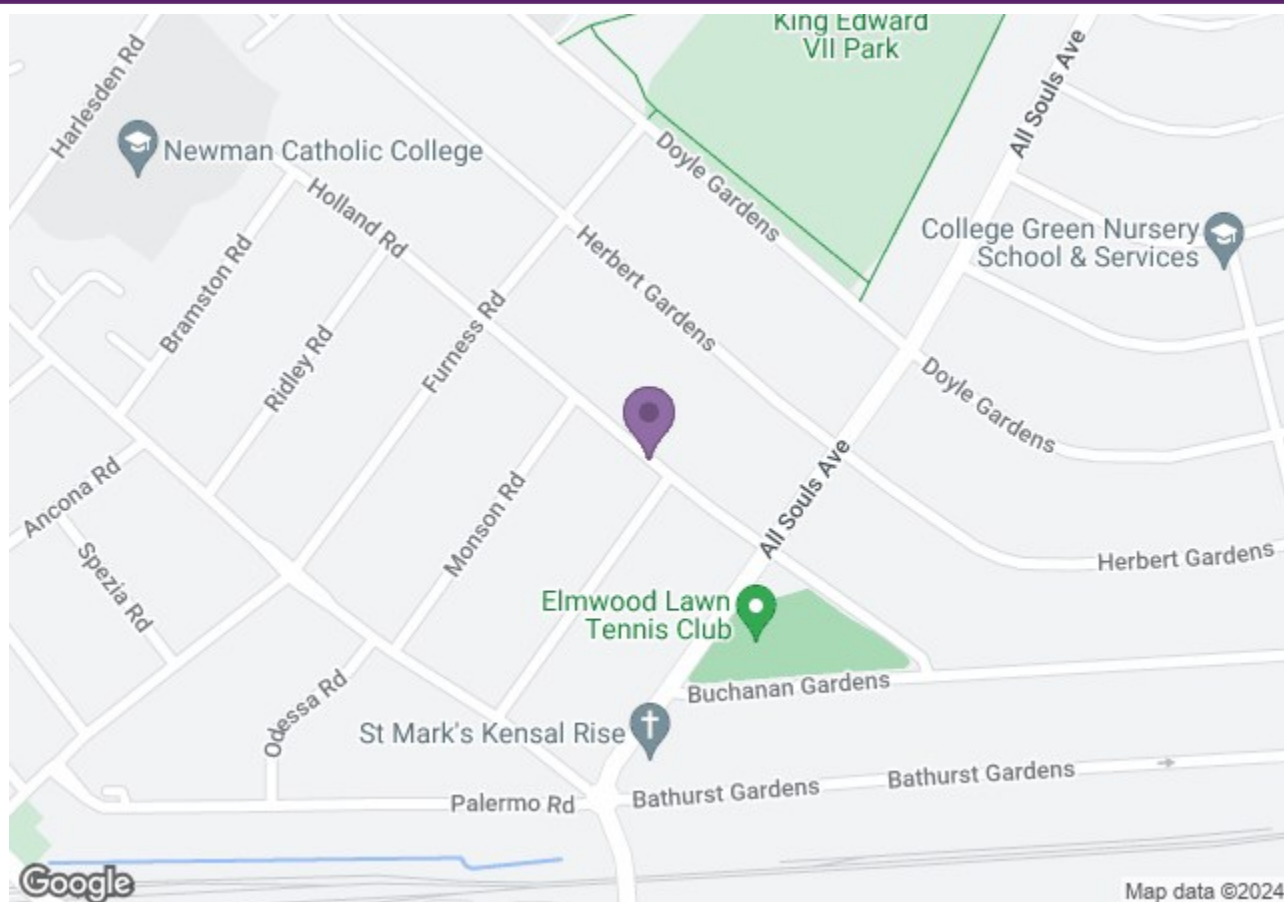 King Edward
VII Park
Harlesden Rd
All Souls Ave
Newman Catholic College
Doyle Gardens
Holland Rd
College Green Nursery
School & Services
Herbert Gardens
Bramston Rd
Furness Rd
Ridley Rd
Doyle Gardens
Ancona Rd
Monson Rd
All Souls Ave
Spezia Rd
Herbert Gardens
Elmwood Lawn
Tennis Club
Buchanan Gardens
Odessa Rd
St Mark's Kensal Rise
Bathurst Gardens
Bathurst Gardens
Palermo Rd
Google
Map data ©2024